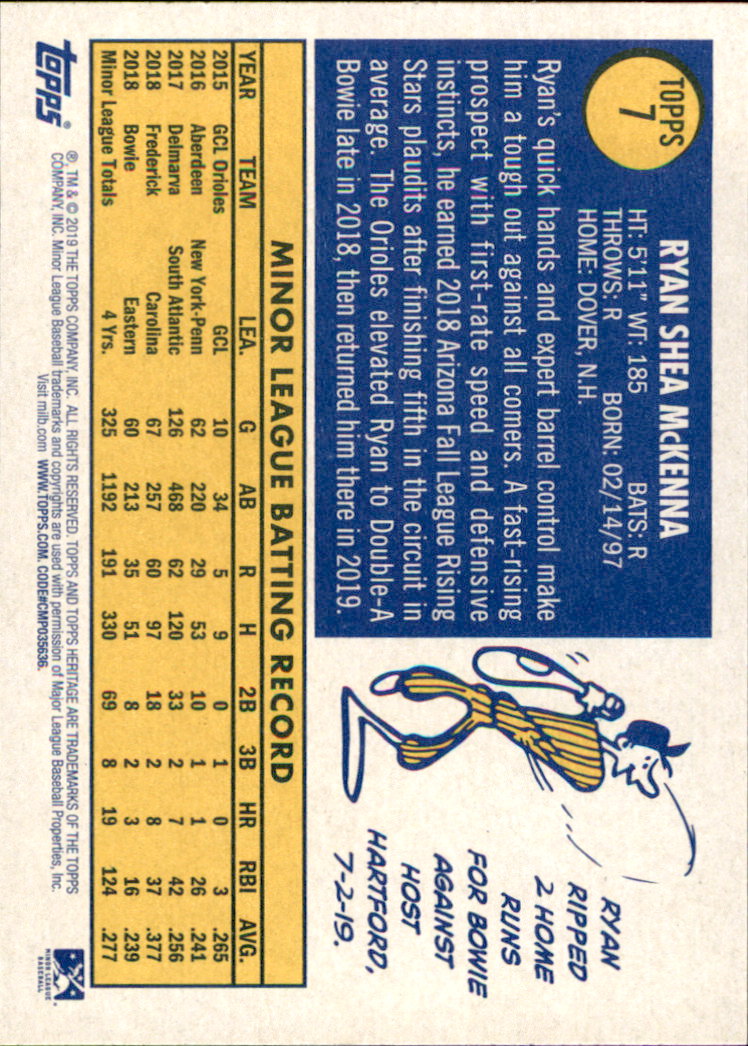 TOPPS
7
RYAN SHEA McKENNA
HT: 5'11" WT: 185 BATS: R
THROWS: R BORN: 02/14/97
HOME: DOVER, N.H.
Ryan's quick hands and expert barrel control make
him a tough out against all comers. A fast-rising
prospect with first-rate speed and defensive
instincts, he earned 2018 Arizona Fall League Rising
Stars plaudits after finishing fifth in the circuit in
average. The Orioles elevated Ryan to Double-A
Bowie late in 2018, then returned him there in 2019.
RYAN
RIPPED
2 HOME
RUNS
FOR BOWIE
AGAINST
HOST
HARTFORD,
7-2-19.
MINOR LEAGUE BATTING RECORD
YEAR TEAM LEA. G AB R H 2B 3B HR RBI AVG.
2015 GCL Orioles GCL 10 34 5 9 0 1 0 3 .265
2016 Aberdeen New York-Penn 62 220 29 53 10 1 1 26 .241
2017 Delmarva South Atlantic 126 468 62 120 33 2 7 42 .256
2018 Frederick Carolina 67 257 60 97 18 2 8 37 .377
2018 Bowie Eastern 60 213 35 51 8 2 3 16 .239
Minor League Totals 4 Yrs. 325 1192 191 330 69 8 19 124 .277
topps®
®, TM & © 2019 THE TOPPS COMPANY, INC. ALL RIGHTS RESERVED. TOPPS AND TOPPS HERITAGE ARE TRADEMARKS OF THE TOPPS
COMPANY, INC. Minor League Baseball trademarks and copyrights are used with permission of Major League Baseball Properties, Inc.
Visit milb.com WWW.TOPPS.COM. CODE#CMP035636.
MINOR LEAGUE
BASEBALL